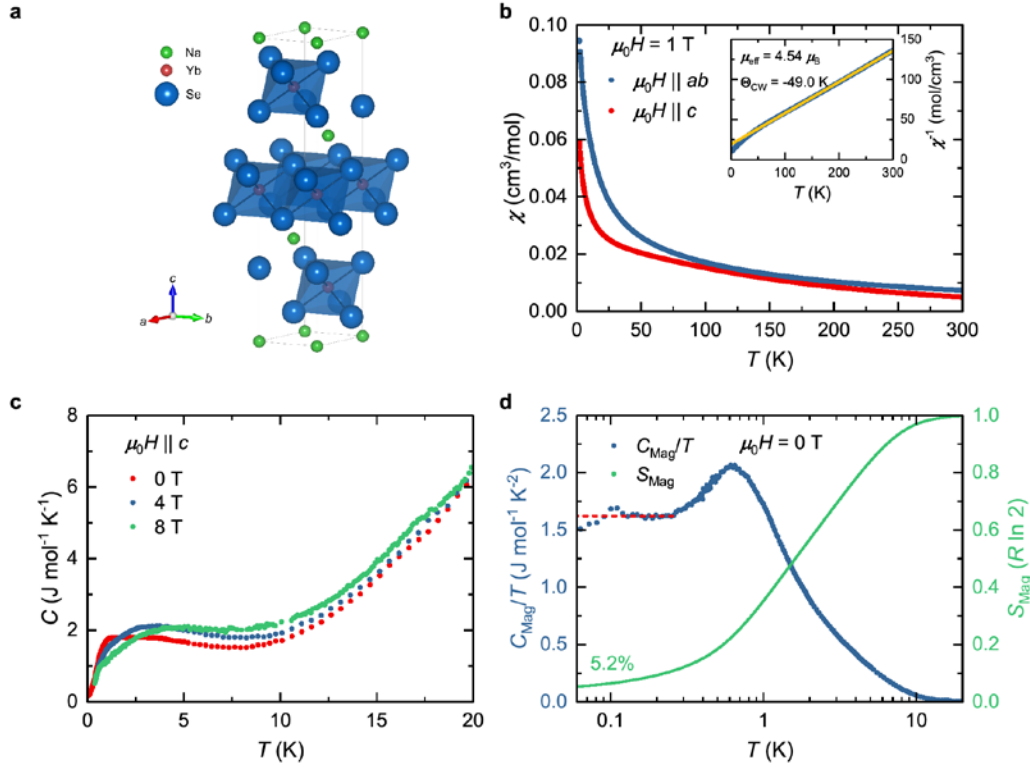 a
Na
Yb
Se
c
a
b
b
μ₀H = 1 T
μ₀H || ab
μ₀H || c
χ (cm³/mol)
0.10
0.08
0.06
0.04
0.02
0.00
0 50 100 150 200 250 300
T (K)
μeff = 4.54 μB
ΘCW = -49.0 K
150
100
50
0
χ⁻¹ (mol/cm³)
0 100 200 300
T (K)
c
μ₀H || c
0 T
4 T
8 T
C (J mol⁻¹ K⁻¹)
8
6
4
2
0
0 5 10 15 20
T (K)
d
CMag/T
SMag
μ₀H = 0 T
CMag/T (J mol⁻¹ K⁻²)
2.5
2.0
1.5
1.0
0.5
0.0
5.2%
1.0
0.8
0.6
0.4
0.2
0.0
SMag (R ln 2)
0.1 1 10
T (K)